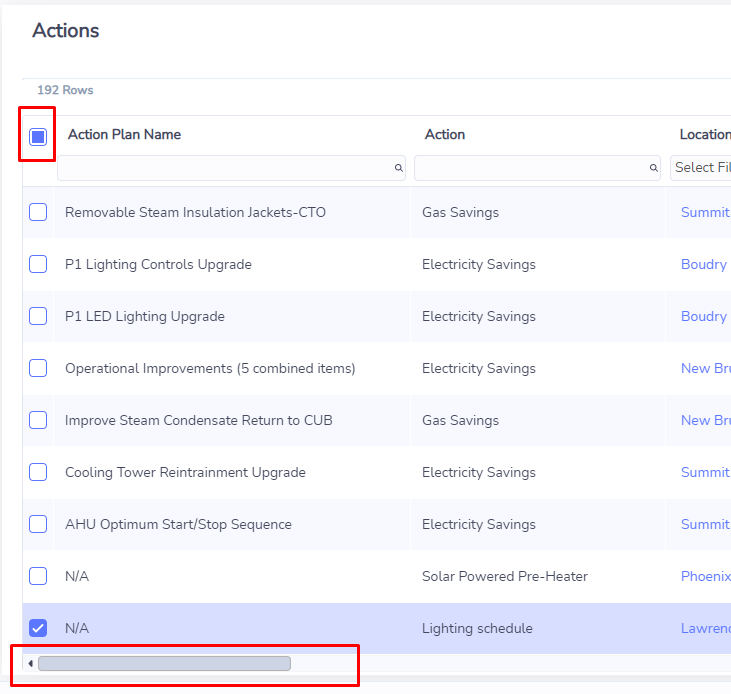 Actions
192 Rows
Action Plan Name Action Location
Select Fil
Removable Steam Insulation Jackets-CTO Gas Savings Summit
P1 Lighting Controls Upgrade Electricity Savings Boudry
P1 LED Lighting Upgrade Electricity Savings Boudry
Operational Improvements (5 combined items) Electricity Savings New Bru
Improve Steam Condensate Return to CUB Gas Savings New Bru
Cooling Tower Reintrainment Upgrade Electricity Savings Summit
AHU Optimum Start/Stop Sequence Electricity Savings Summit
N/A Solar Powered Pre-Heater Phoenix
N/A Lighting schedule Lawrenc